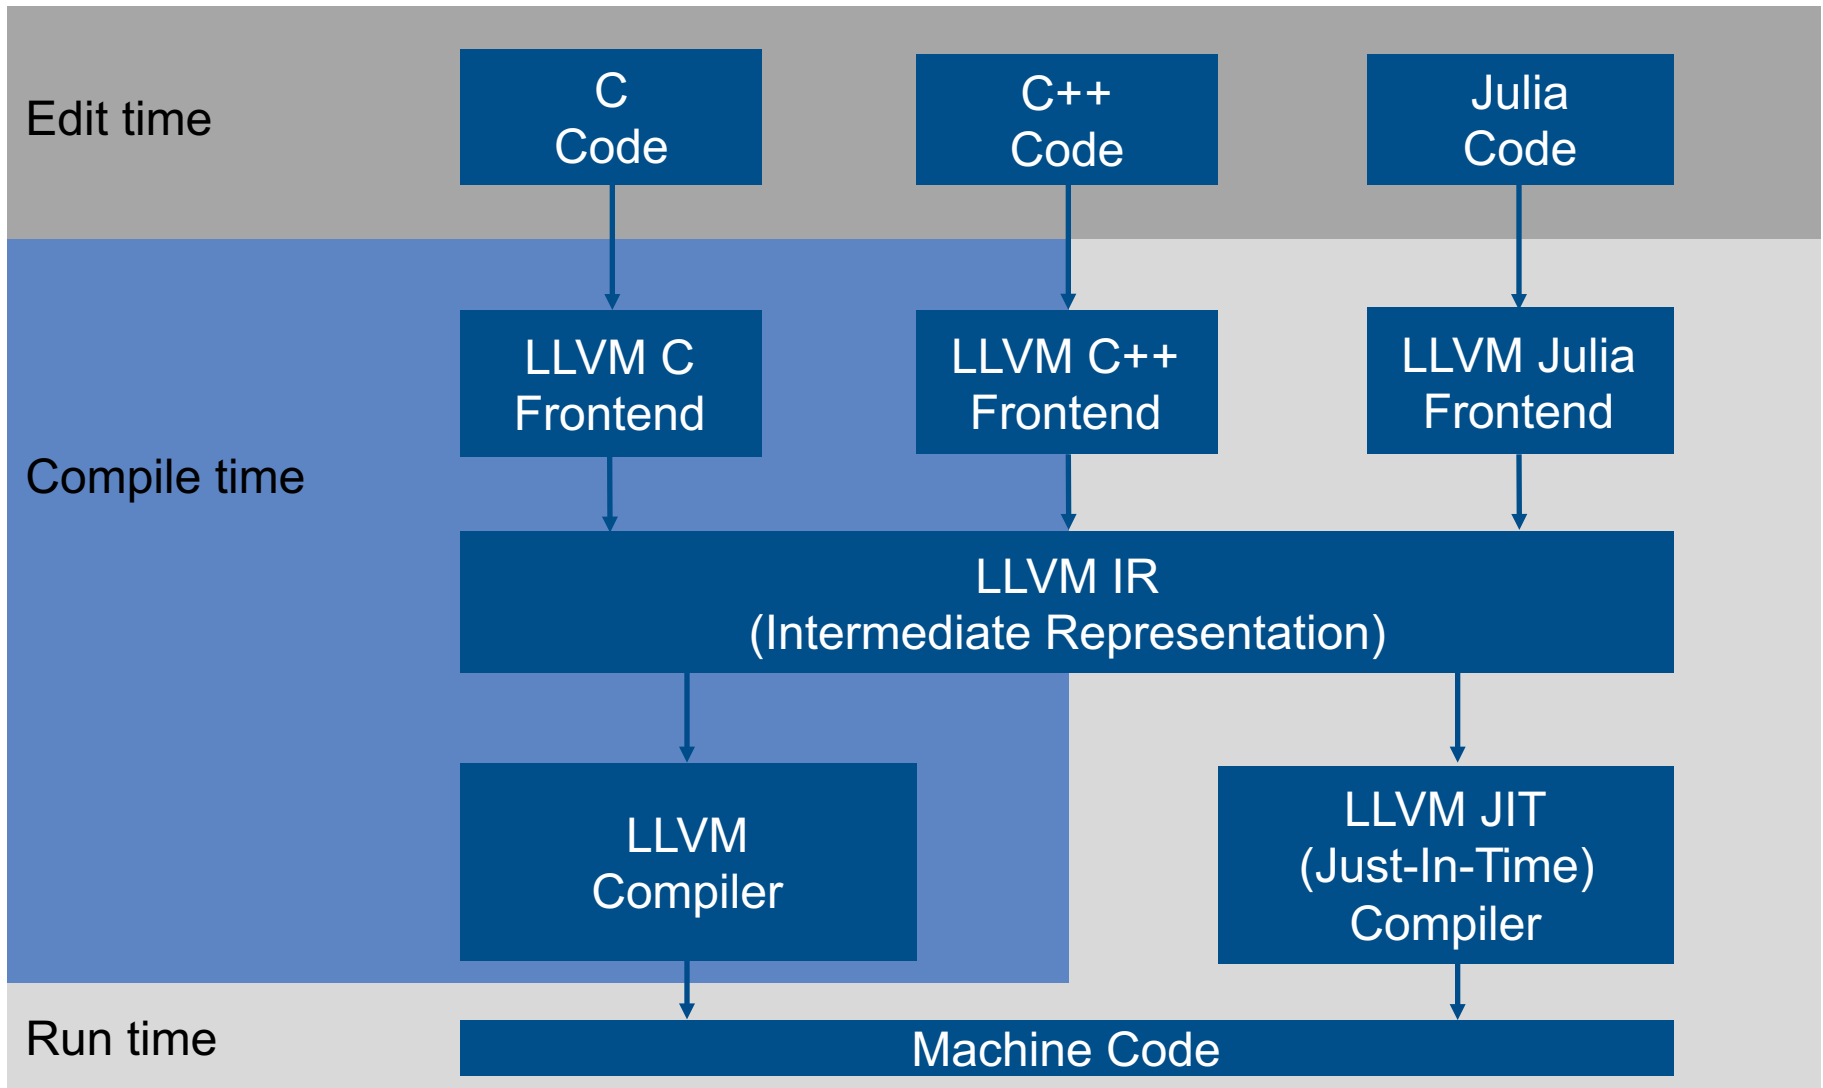 Edit time
C
Code
C++
Code
Julia
Code
Compile time
LLVM C
Frontend
LLVM C++
Frontend
LLVM Julia
Frontend
LLVM IR
(Intermediate Representation)
LLVM
Compiler
LLVM JIT
(Just-In-Time)
Compiler
Run time
Machine Code